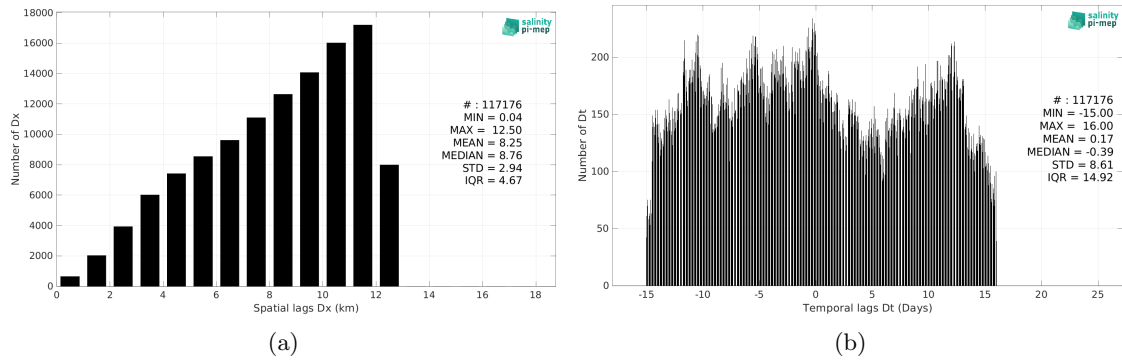 18000
16000
14000
12000
10000
8000
6000
4000
2000
0
Number of Dx
0 2 4 6 8 10 12 14 16 18
Spatial lags Dx (km)
salinity
pi-mep
# : 117176
MIN = 0.04
MAX = 12.50
MEAN = 8.25
MEDIAN = 8.76
STD = 2.94
IQR = 4.67
(a)
200
150
100
50
0
Number of Dt
-15 -10 -5 0 5 10 15 20 25
Temporal lags Dt (Days)
salinity
pi-mep
# : 117176
MIN = -15.00
MAX = 16.00
MEAN = 0.17
MEDIAN = -0.39
STD = 8.61
IQR = 14.92
(b)